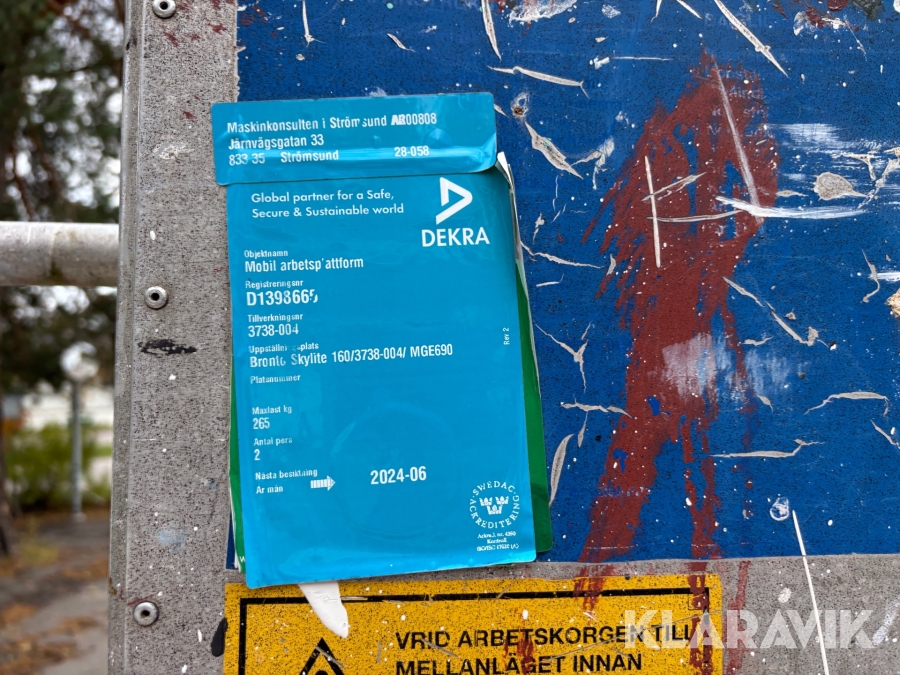 Maskinkonsulten i Strömsund AR00808
Järnvägsgatan 33
833 35 Strömsund 28-058
Global partner for a Safe,
Secure & Sustainable world
DEKRA
Objektnamn
Mobil arbetsplattform
Registreringsnr
D1398665
Tillverkningsnr
3738-004
Uppställningsplats
Bronto Skylite 160/3738-004/ MGE690
Platsnummer
Maxlast kg
265
Antal pers
2
Nästa besiktning
År mån
2024-06
Rev 2
SWEDAC
ACKREDITERING
Kontroll
VRID ARBETSKORGEN TILL
MELLANLÄGET INNAN
KLARAVIK